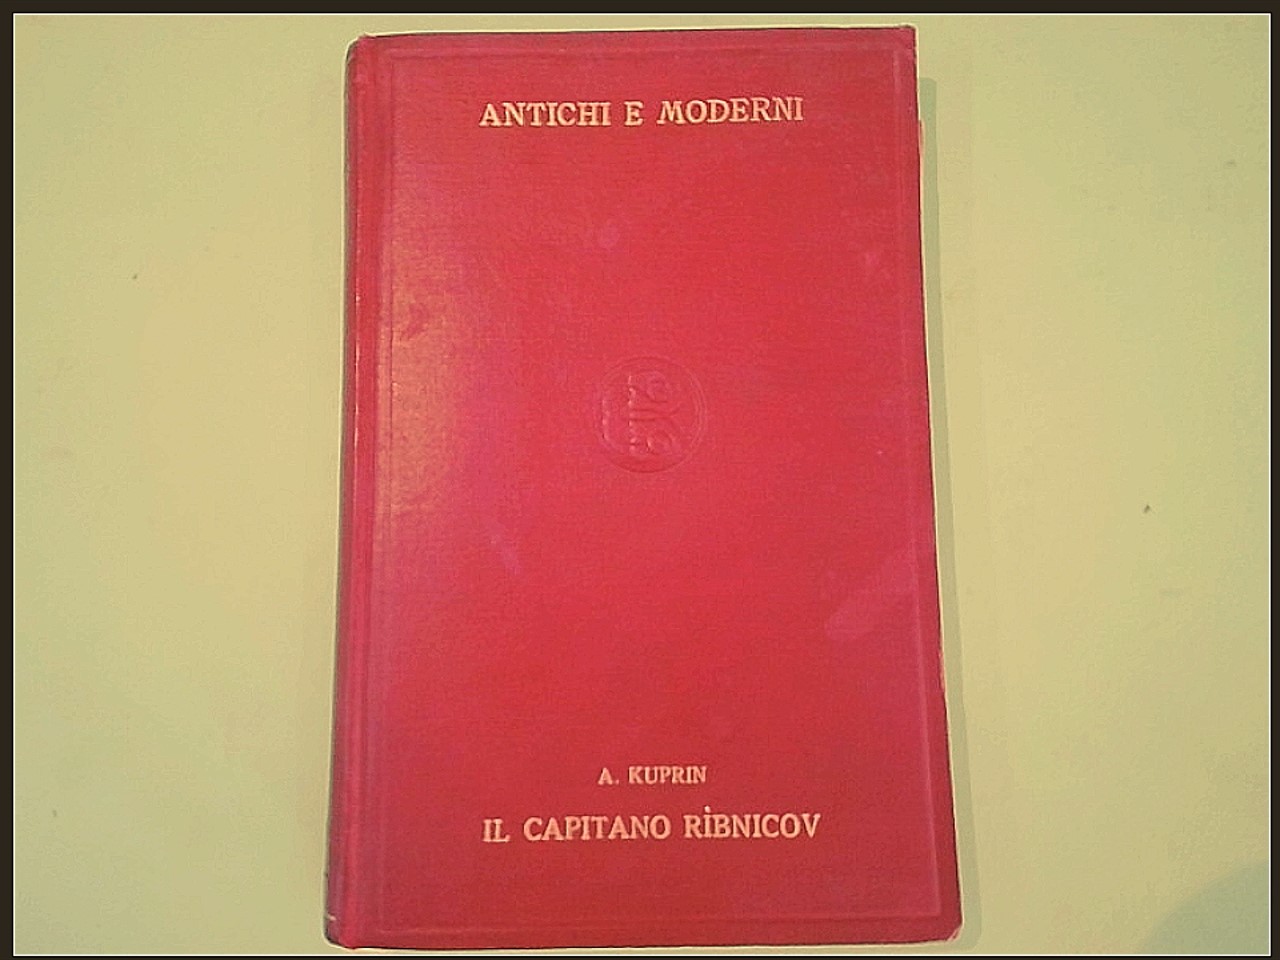 ANTICHI E MODERNI
A. KUPRIN
IL CAPITANO RÌBNICOV